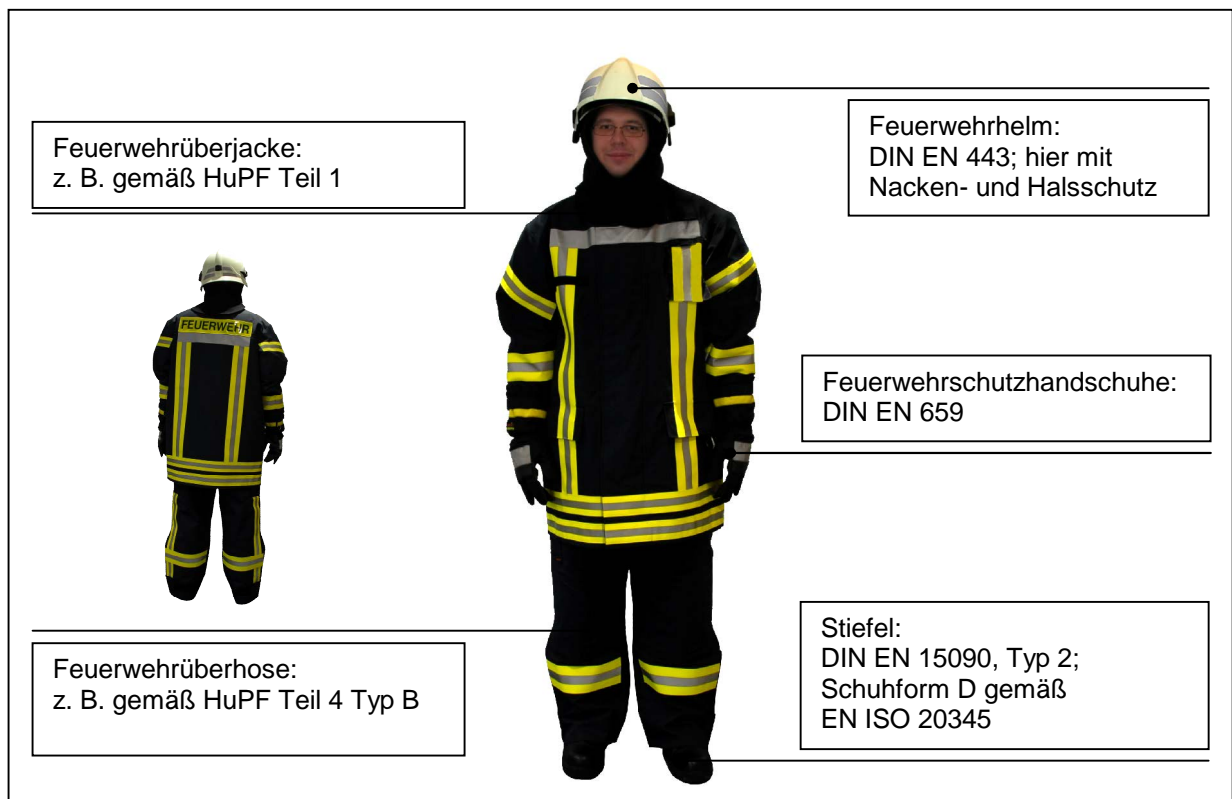 Feuerwehrüberjacke:
z. B. gemäß HuPF Teil 1
Feuerwehrhelm:
DIN EN 443; hier mit
Nacken- und Halsschutz
FEUERWEHR
Feuerwehrschutzhandschuhe:
DIN EN 659
Feuerwehrüberhose:
z. B. gemäß HuPF Teil 4 Typ B
Stiefel:
DIN EN 15090, Typ 2;
Schuhform D gemäß
EN ISO 20345